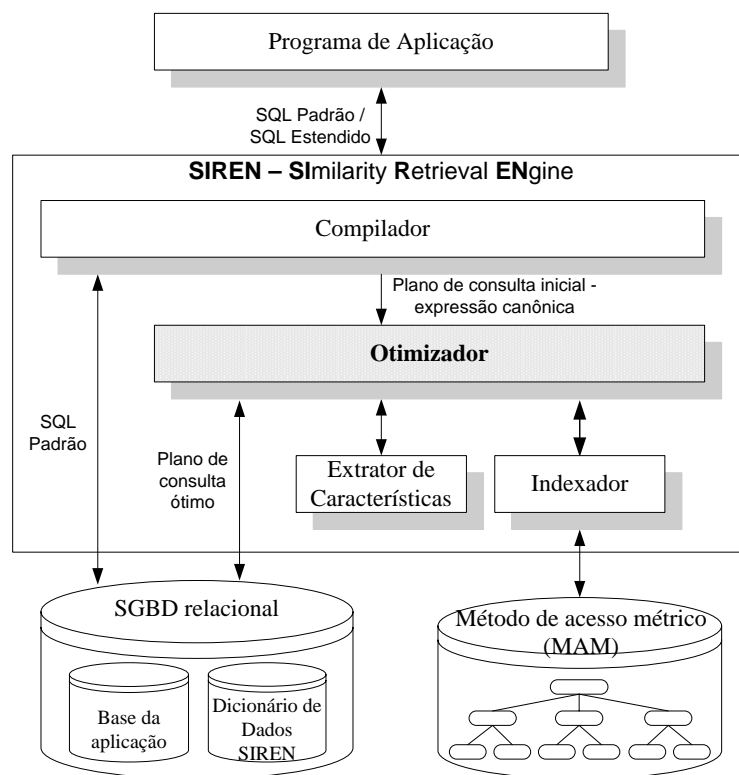 Programa de Aplicação
SQL Padrão /
SQL Estendido
SIREN – SImilarity Retrieval ENgine
Compilador
Plano de consulta inicial -
expressão canônica
Otimizador
SQL
Padrão
Plano de
consulta
ótimo
Extrator de
Características
Indexador
SGBD relacional
Base da
aplicação
Dicionário de
Dados
SIREN
Método de acesso métrico
(MAM)